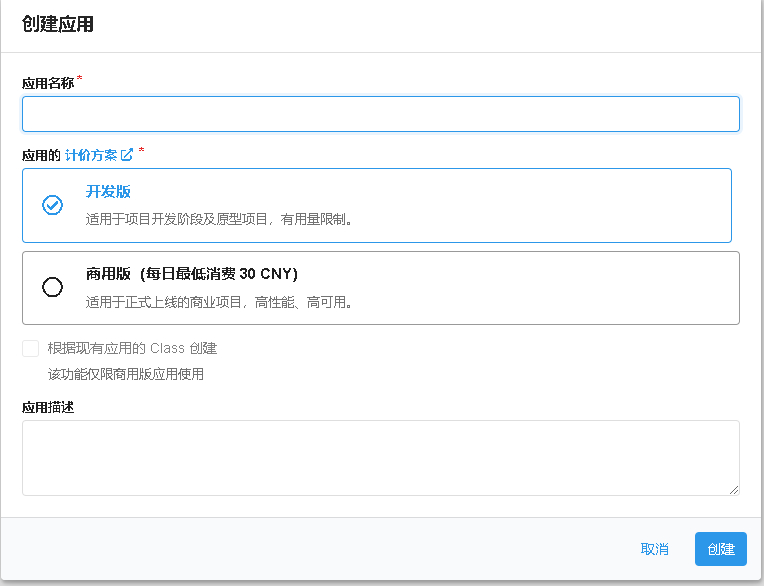 创建应用
应用名称*
应用的 计价方案 *
开发版
适用于项目开发阶段及原型项目，有用量限制。
商用版（每日最低消费 30 CNY）
适用于正式上线的商业项目，高性能、高可用。
根据现有应用的 Class 创建
该功能仅限商用版应用使用
应用描述
取消
创建